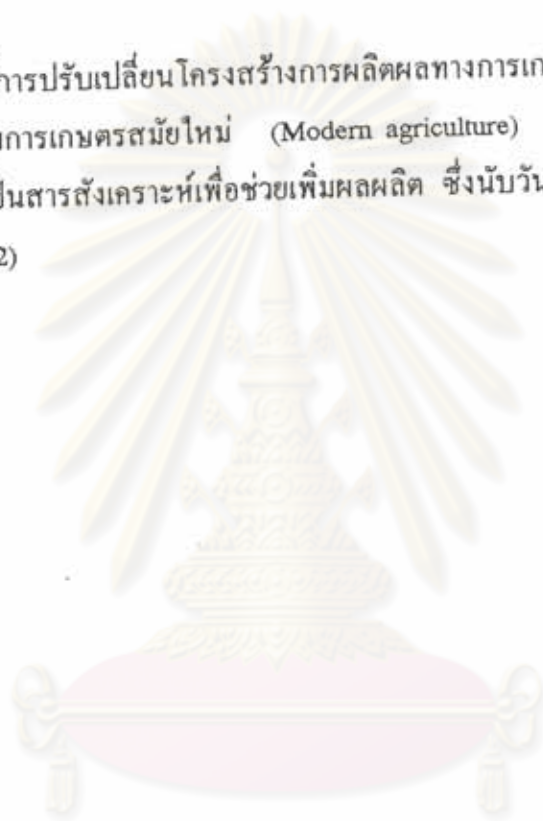 การปรับเปลี่ยนโครงสร้างการผลิตผลทางการเก
การเกษตรสมัยใหม่ (Modern agriculture)
ป็นสารสังเคราะห์เพื่อช่วยเพิ่มผลผลิต ซึ่งนับวัน
2)